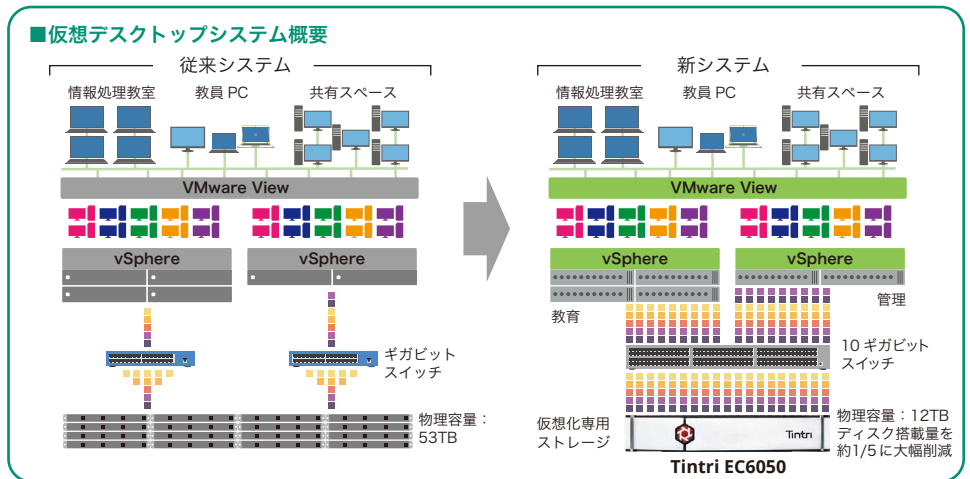 ■仮想デスクトップシステム概要
従来システム
情報処理教室
教員 PC
共有スペース
VMware View
vSphere
vSphere
ギガビット
スイッチ
物理容量：
53TB
新システム
情報処理教室
教員 PC
共有スペース
VMware View
vSphere
vSphere
教育
管理
10 ギガビット
スイッチ
仮想化専用
ストレージ
Tintri
物理容量：12TB
ディスク搭載量を
約1/5に大幅削減
Tintri EC6050